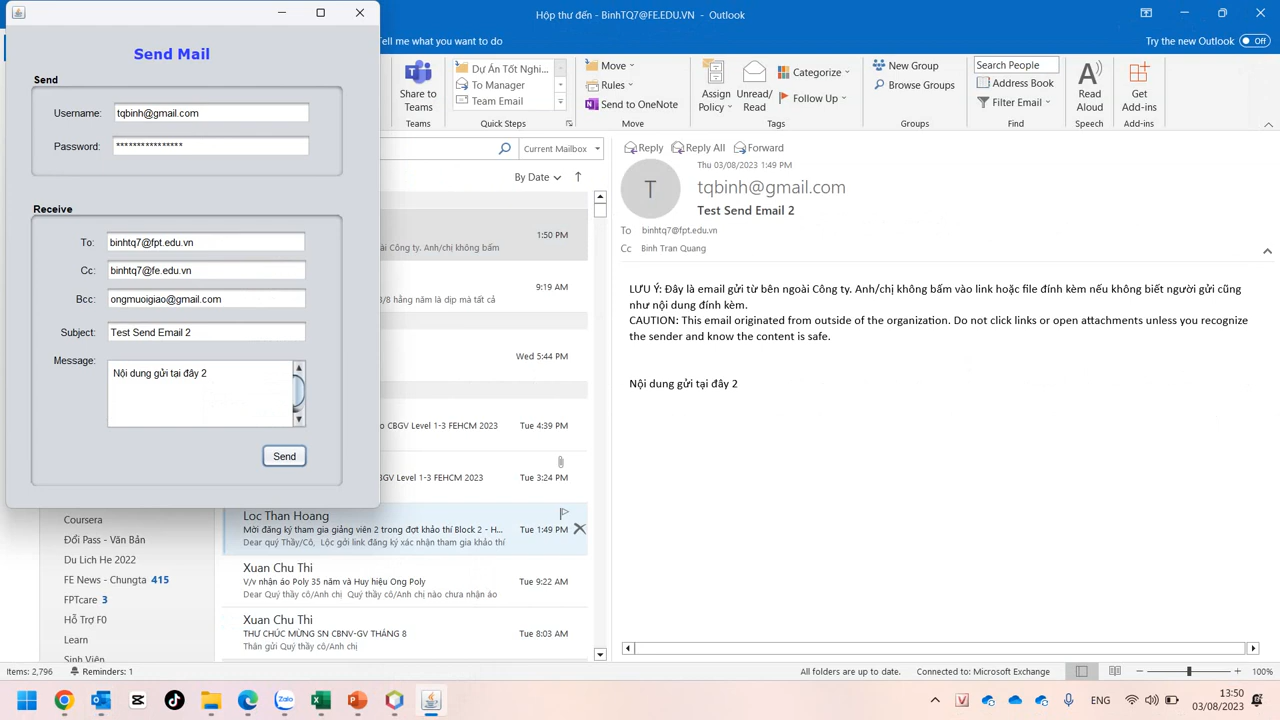 Send Mail
Send
Username: tqbinh@gmail.com
Password: ****************
Receive
To: binhtq7@fpt.edu.vn
Cc: binhtq7@fe.edu.vn
Bcc: ongmuoigiao@gmail.com
Subject: Test Send Email 2
Message: Nội dung gửi tại đây 2
Send
Hộp thư đến - BinhTQ7@FE.EDU.VN - Outlook
Tell me what you want to do
Try the new Outlook Off
Share to Teams
Teams
Dự Án Tốt Nghi...
To Manager
Team Email
Quick Steps
Move
Rules
Send to OneNote
Move
Assign Policy
Unread/ Read
Categorize
Follow Up
Tags
New Group
Browse Groups
Groups
Search People
Address Book
Filter Email
Find
Read Aloud
Speech
Get Add-ins
Add-ins
Current Mailbox
By Date
1:50 PM
oài Công ty. Anh/chị không bấm
9:19 AM
3/8 hằng năm là dịp mà tất cả
Wed 5:44 PM
o CBGV Level 1-3 FEHCM 2023 Tue 4:39 PM
GV Level 1-3 FEHCM 2023 Tue 3:24 PM
Loc Than Hoang
Mời đăng ký tham gia giảng viên 2 trong đợt khảo thí Block 2 - H... Tue 1:49 PM
Dear quý Thầy/Cô, Lộc gởi link đăng ký xác nhận tham gia khảo thí
Xuan Chu Thi
V/v nhận áo Poly 35 năm và Huy hiệu Ong Poly Tue 9:22 AM
Dear Quý thầy cô/Anh chị Quý thầy cô/Anh chị nào chưa nhận áo
Xuan Chu Thi
THƯ CHÚC MỪNG SN CBNV-GV THÁNG 8 Tue 8:03 AM
Thân gửi Quý thầy cô/Anh chị
Coursera
Đổi Pass - Văn Bản
Du Lich He 2022
FE News - Chungta 415
FPTcare 3
Hỗ Trợ F0
Learn
Sinh Viên
Reply Reply All Forward
Thu 03/08/2023 1:49 PM
T
tqbinh@gmail.com
Test Send Email 2
To binhtq7@fpt.edu.vn
Cc Binh Tran Quang
LƯU Ý: Đây là email gửi từ bên ngoài Công ty. Anh/chị không bấm vào link hoặc file đính kèm nếu không biết người gửi cũng
như nội dung đính kèm.
CAUTION: This email originated from outside of the organization. Do not click links or open attachments unless you recognize
the sender and know the content is safe.
Nội dung gửi tại đây 2
Items: 2,796 Reminders: 1 All folders are up to date. Connected to: Microsoft Exchange 100%
Zalo
ENG
13:50
03/08/2023